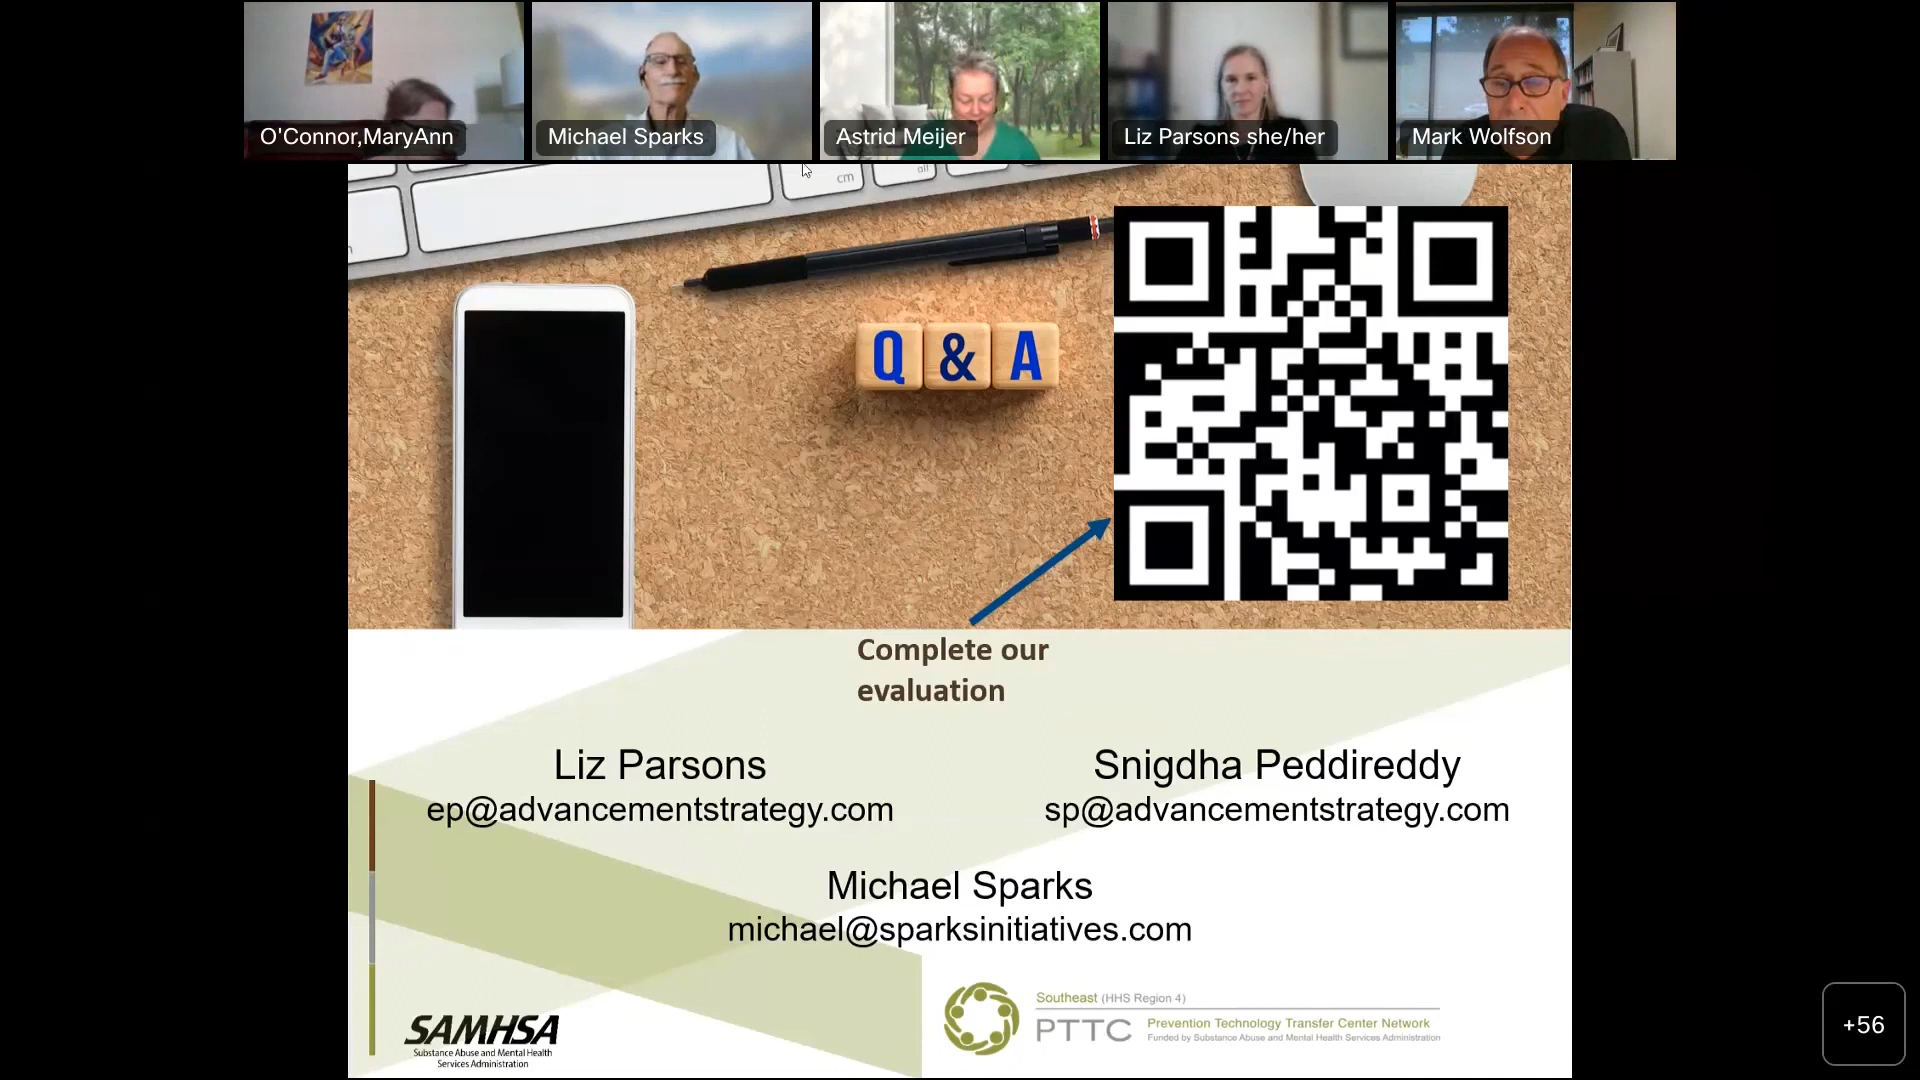 O'Connor,MaryAnn
Michael Sparks
Astrid Meijer
Liz Parsons she/her
Mark Wolfson
cm
Q & A
Complete our
evaluation
Liz Parsons
ep@advancementstrategy.com
Snigdha Peddireddy
sp@advancementstrategy.com
Michael Sparks
michael@sparksinitiatives.com
SAMHSA
Substance Abuse and Mental Health
Services Administration
Southeast (HHS Region 4)
PTTC
Prevention Technology Transfer Center Network
Funded by Substance Abuse and Mental Health Services Administration
+56